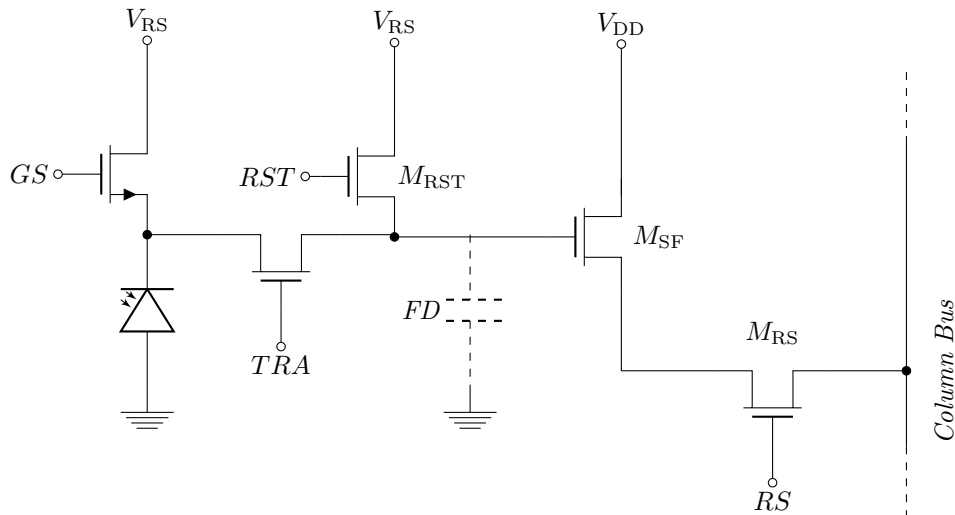 V_RS
V_RS
V_DD
GS
RST
M_RST
M_SF
FD
TRA
M_RS
RS
Column Bus